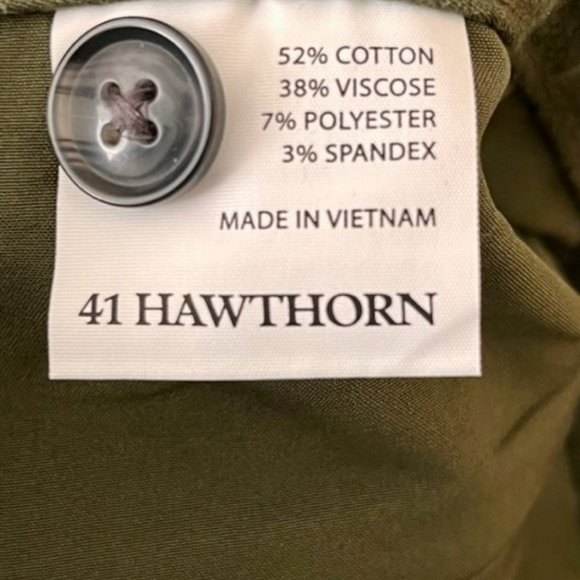 52% COTTON
38% VISCOSE
7% POLYESTER
3% SPANDEX
MADE IN VIETNAM
41 HAWTHORN